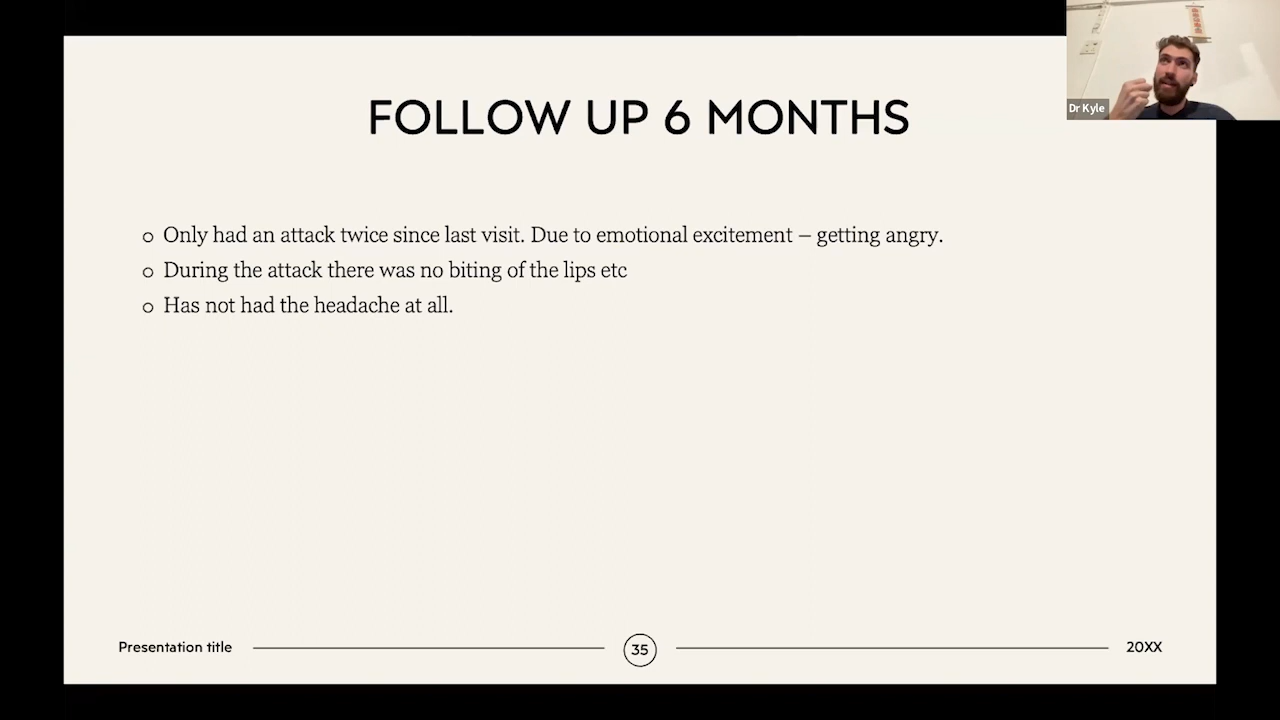 Dr Kyle
FOLLOW UP 6 MONTHS
o Only had an attack twice since last visit. Due to emotional excitement – getting angry.
o During the attack there was no biting of the lips etc
o Has not had the headache at all.
Presentation title
35
20XX